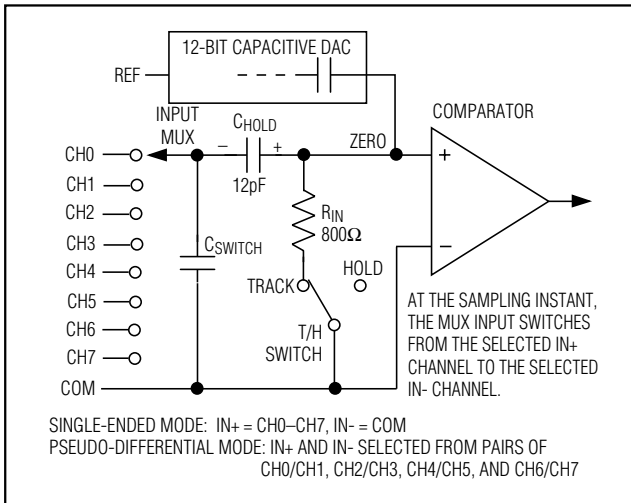 12-BIT CAPACITIVE DAC
REF
COMPARATOR
INPUT
MUX
CHOLD
ZERO
− +
12pF
CH0
CH1
CH2
CH3
CH4
CH5
CH6
CH7
COM
CSWITCH
RIN
800Ω
TRACK
HOLD
T/H
SWITCH
+
−
AT THE SAMPLING INSTANT,
THE MUX INPUT SWITCHES
FROM THE SELECTED IN+
CHANNEL TO THE SELECTED
IN- CHANNEL.
SINGLE-ENDED MODE: IN+ = CH0–CH7, IN- = COM
PSEUDO-DIFFERENTIAL MODE: IN+ AND IN- SELECTED FROM PAIRS OF
CH0/CH1, CH2/CH3, CH4/CH5, AND CH6/CH7